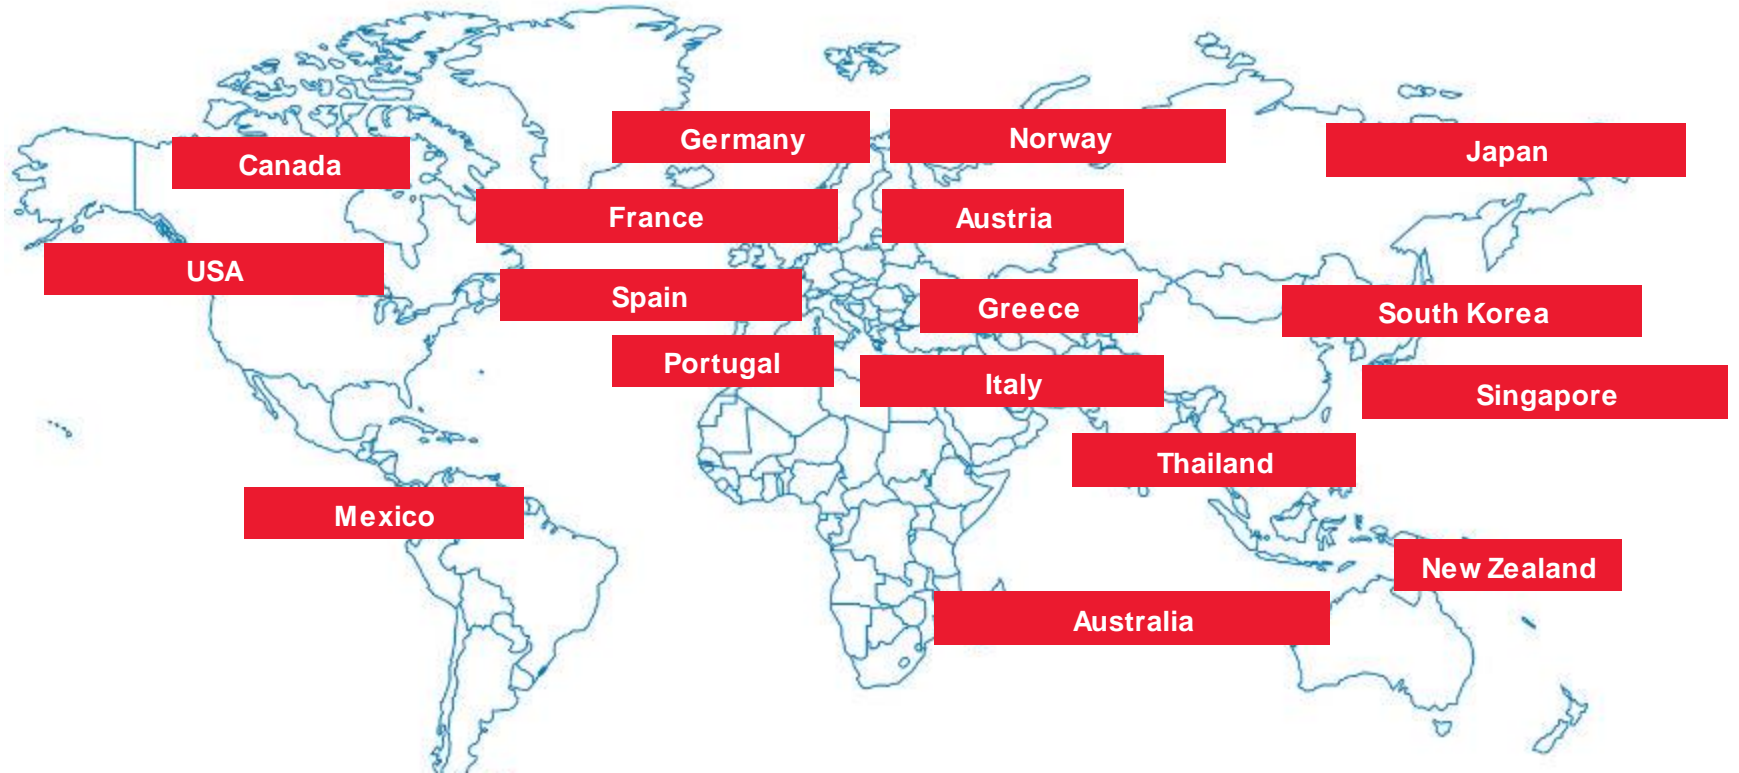 Germany
Norway
Japan
Canada
France
Austria
USA
Spain
Greece
South Korea
Portugal
Italy
Singapore
Thailand
Mexico
New Zealand
Australia